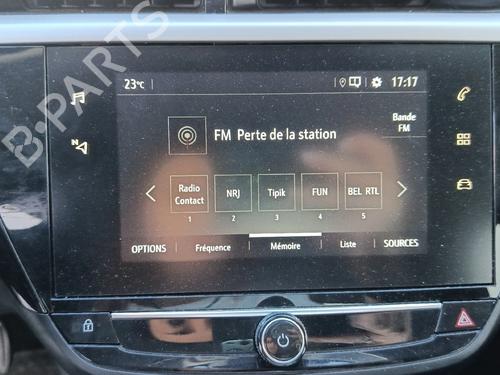 23°C
17:17
FM Perte de la station
Bande
FM
Radio
Contact
NRJ
Tipik
FUN
BEL RTL
1
2
3
4
5
OPTIONS
Fréquence
Mémoire
Liste
SOURCES
N
B-PARTS